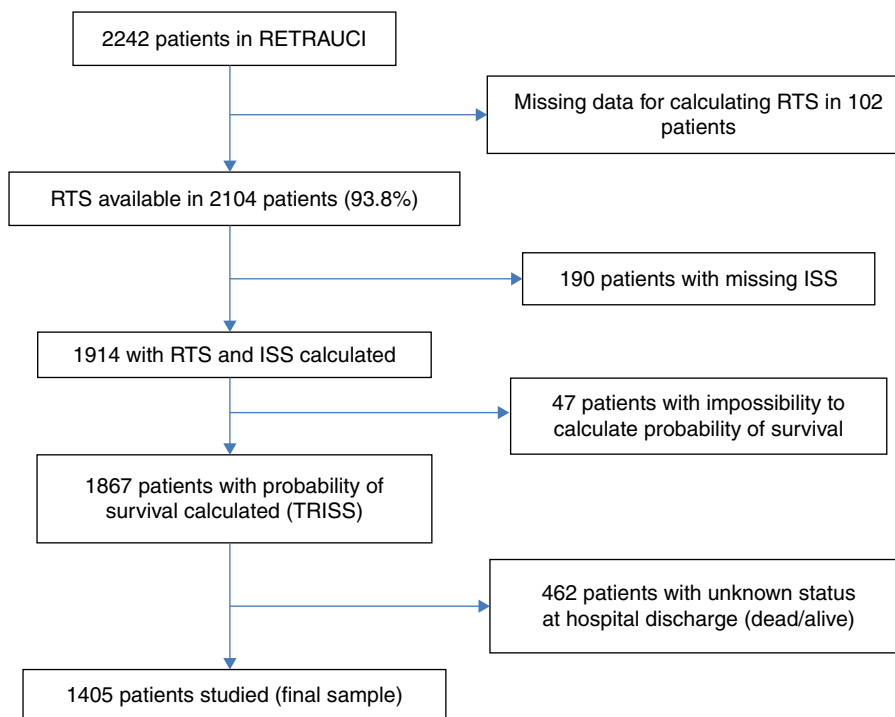 2242 patients in RETRAUCI
Missing data for calculating RTS in 102
patients
RTS available in 2104 patients (93.8%)
190 patients with missing ISS
1914 with RTS and ISS calculated
47 patients with impossibility to
calculate probability of survival
1867 patients with probability of
survival calculated (TRISS)
462 patients with unknown status
at hospital discharge (dead/alive)
1405 patients studied (final sample)